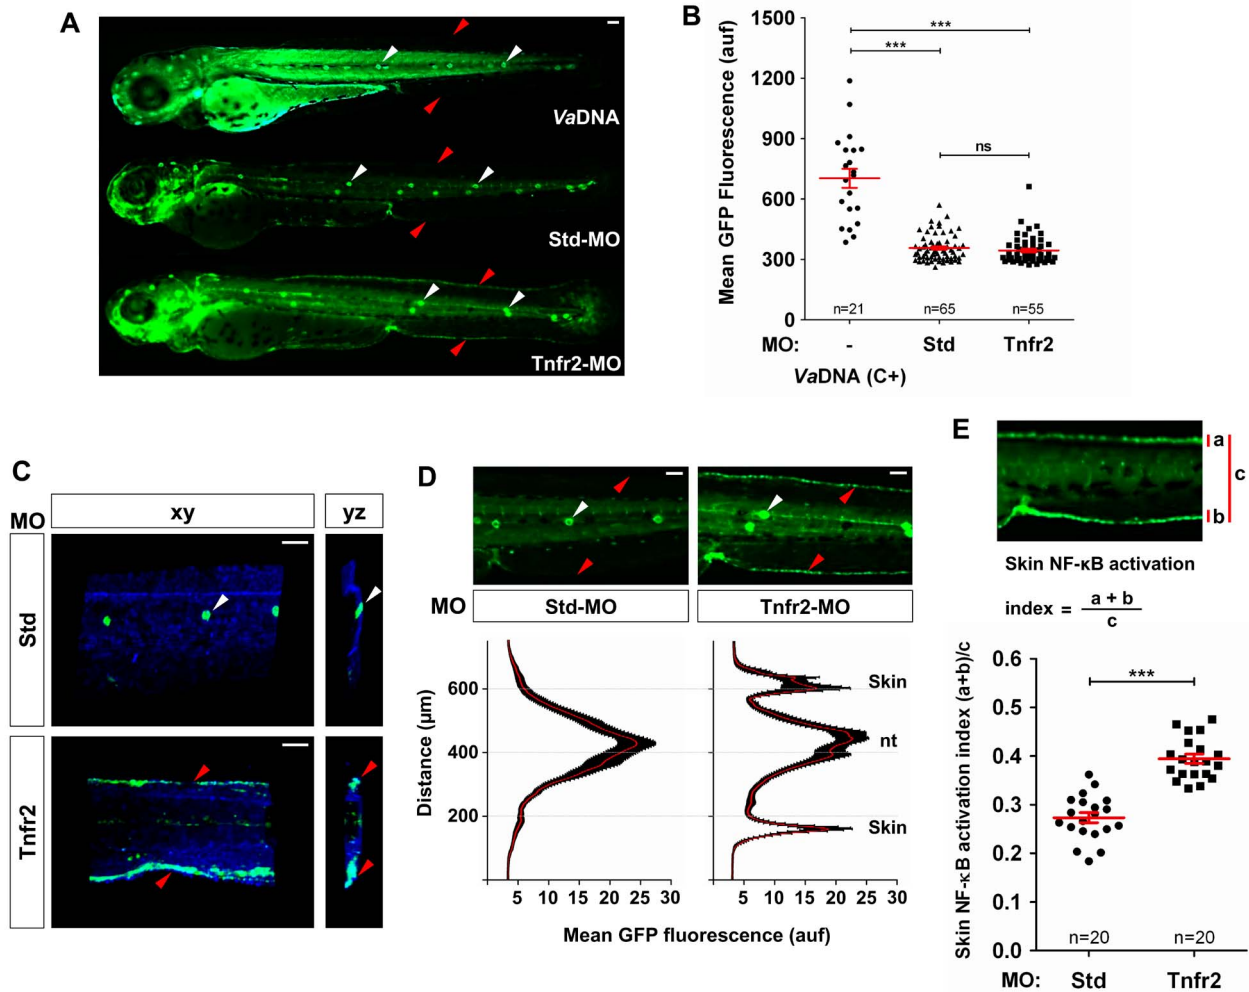 A
VaDNA
Std-MO
Tnfr2-MO
B
Mean GFP Fluorescence (auf)
1500
1200
900
600
300
0
***
***
ns
n=21
n=65
n=55
MO:
-
Std
Tnfr2
VaDNA (C+)
C
MO
xy
yz
Std
Tnfr2
D
MO
Std-MO
Tnfr2-MO
Distance (µm)
600
400
200
Skin
nt
Skin
5
10
15
20
25
30
5
10
15
20
25
30
Mean GFP fluorescence (auf)
E
a
b
c
Skin NF-κB activation
index = a + b
c
Skin NF-κB activation index (a+b)/c
0.6
0.5
0.4
0.3
0.2
0.1
0.0
***
n=20
n=20
MO:
Std
Tnfr2